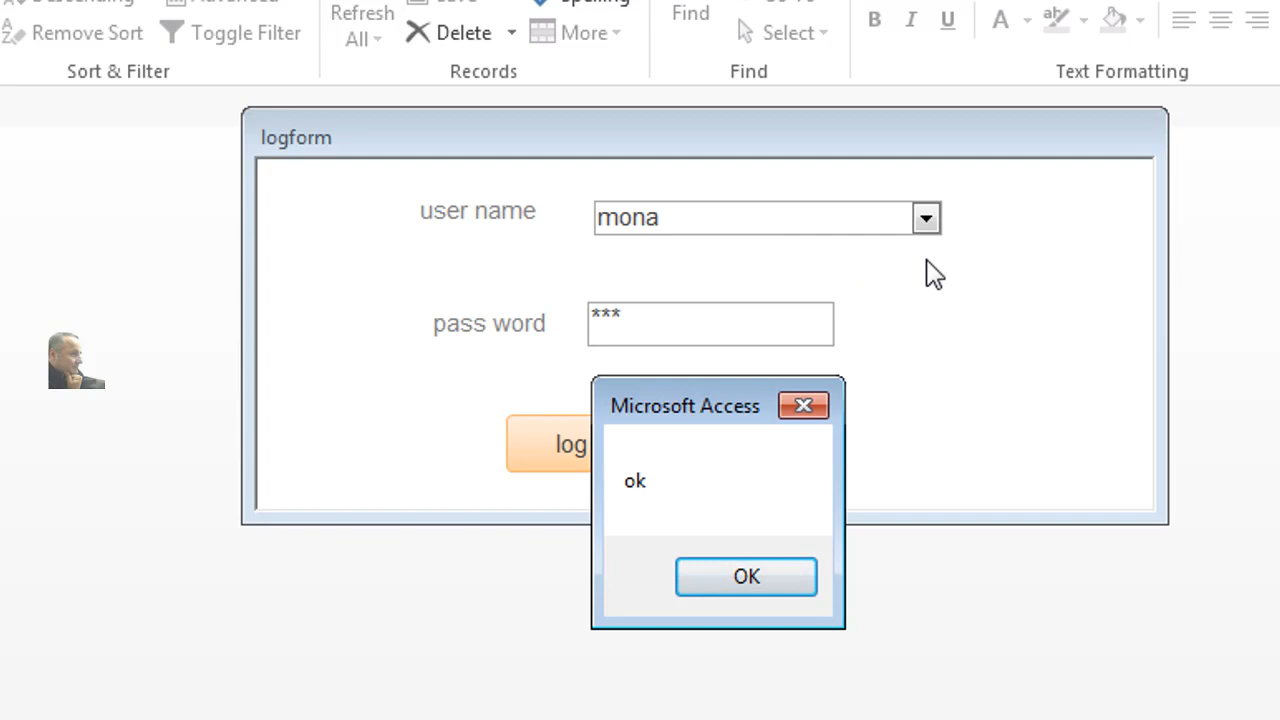 Refresh
Find
B I U A
Remove Sort
Toggle Filter
All
Delete
More
Select
Sort & Filter
Records
Find
Text Formatting
logform
user name
mona
pass word
***
log
Microsoft Access
ok
OK